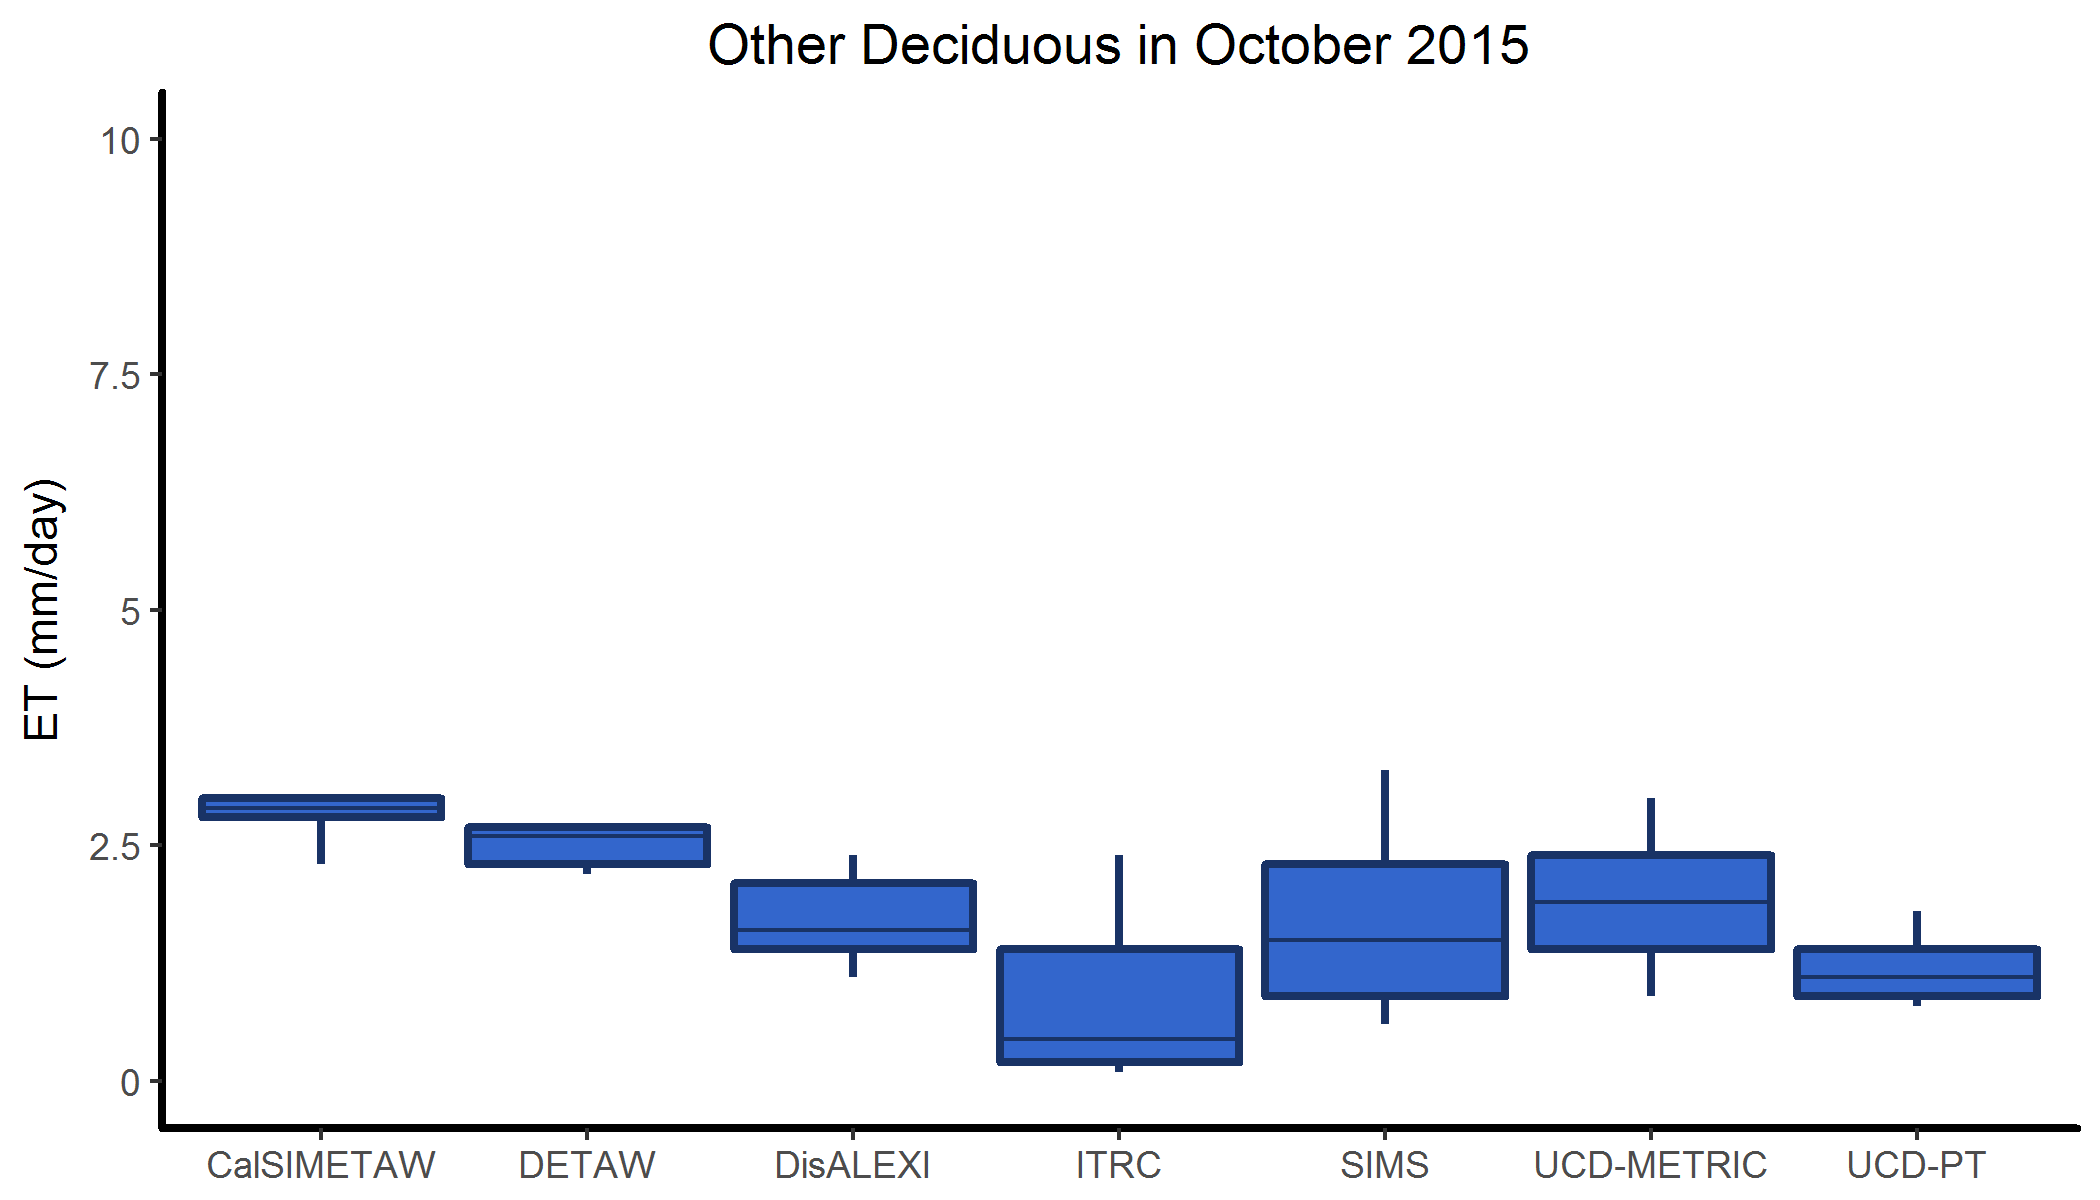 Other Deciduous in October 2015
ET (mm/day)
10
7.5
5
2.5
0
CalSIMETAW DETAW DisALEXI ITRC SIMS UCD-METRIC UCD-PT